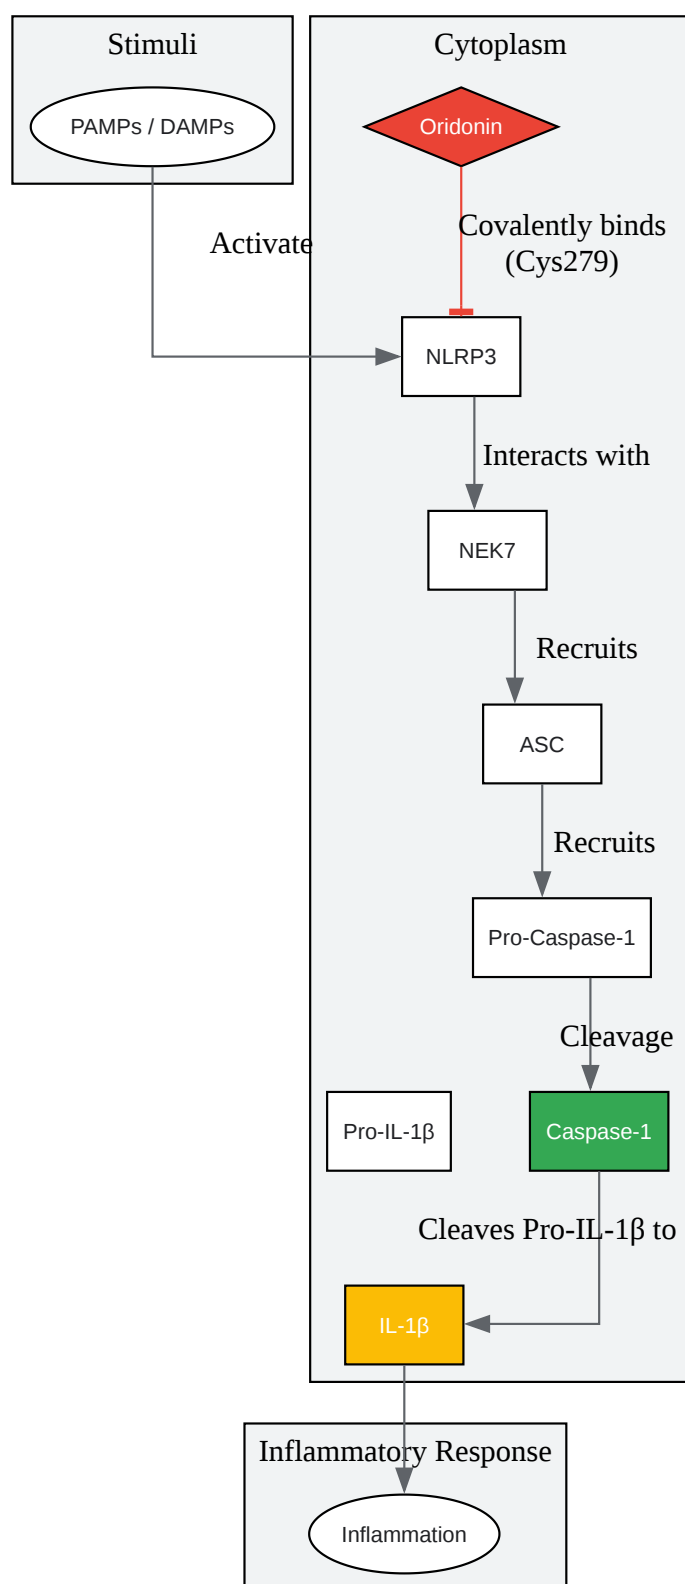 Stimuli
Cytoplasm
PAMPs / DAMPs
Oridonin
Activate
Covalently binds
(Cys279)
NLRP3
Interacts with
NEK7
Recruits
ASC
Recruits
Pro-Caspase-1
Cleavage
Pro-IL-1β
Caspase-1
Cleaves Pro-IL-1β to
IL-1β
Inflammatory Response
Inflammation